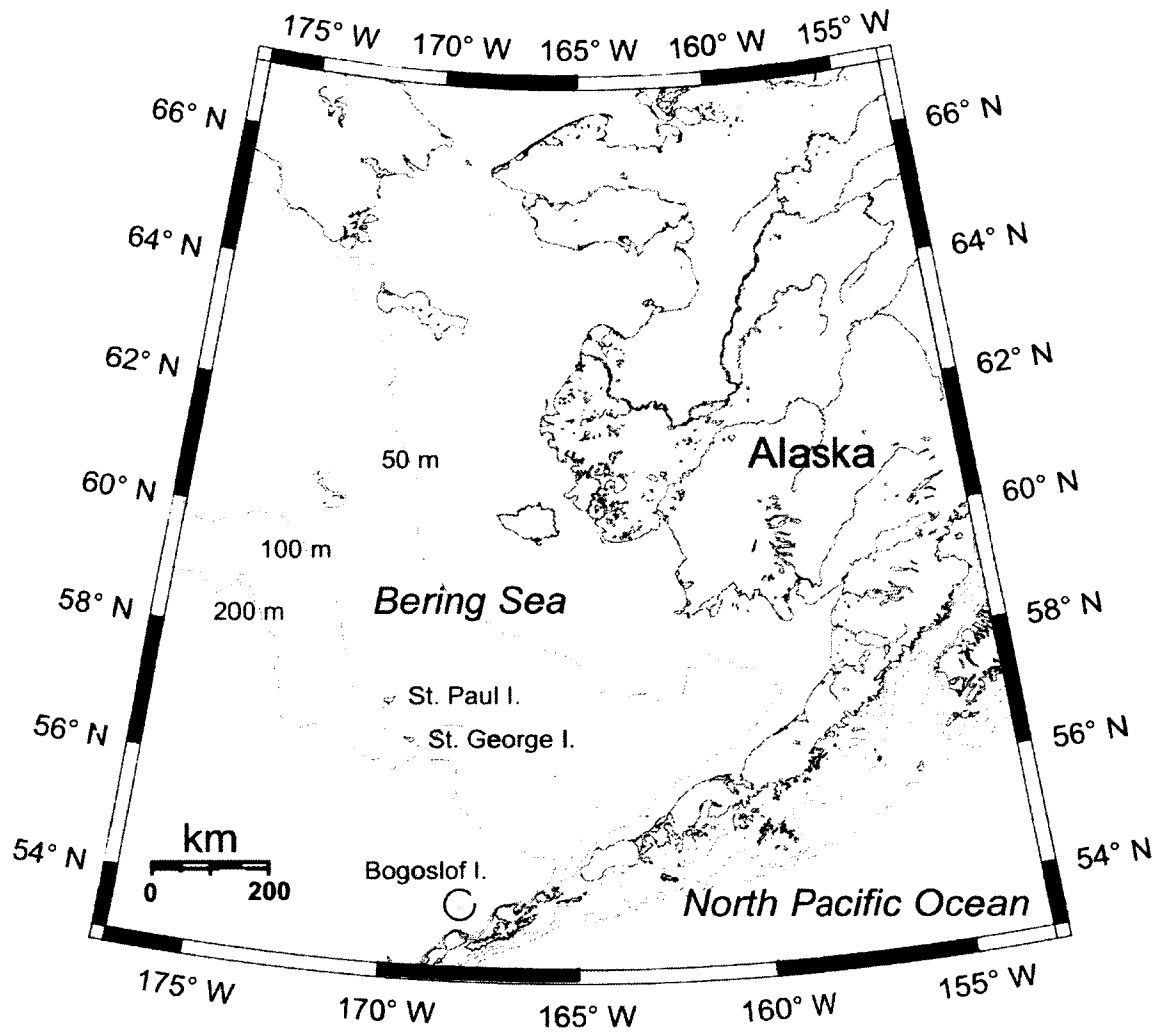 175° W
170° W
165° W
160° W
155° W
66° N
66° N
64° N
64° N
62° N
62° N
Alaska
50 m
60° N
60° N
100 m
Bering Sea
58° N
58° N
200 m
St. Paul I.
56° N
St. George I.
56° N
km
54° N
54° N
Bogoslof I.
0
200
North Pacific Ocean
175° W
170° W
165° W
160° W
155° W